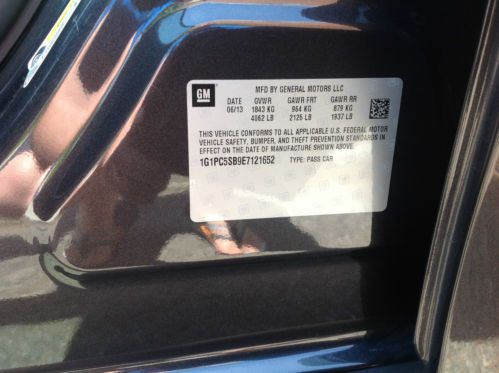 GM
MFD BY GENERAL MOTORS LLC
DATE GVWR GAWR FRT GAWR RR
06/13 1843 KG 964 KG 879 KG
4062 LB 2125 LB 1937 LB
THIS VEHICLE CONFORMS TO ALL APPLICABLE U.S. FEDERAL MOTOR
VEHICLE SAFETY, BUMPER, AND THEFT PREVENTION STANDARDS
IN EFFECT ON THE DATE OF MANUFACTURE SHOWN ABOVE.
1G1PC5SB9E7121652 TYPE: PASS CAR